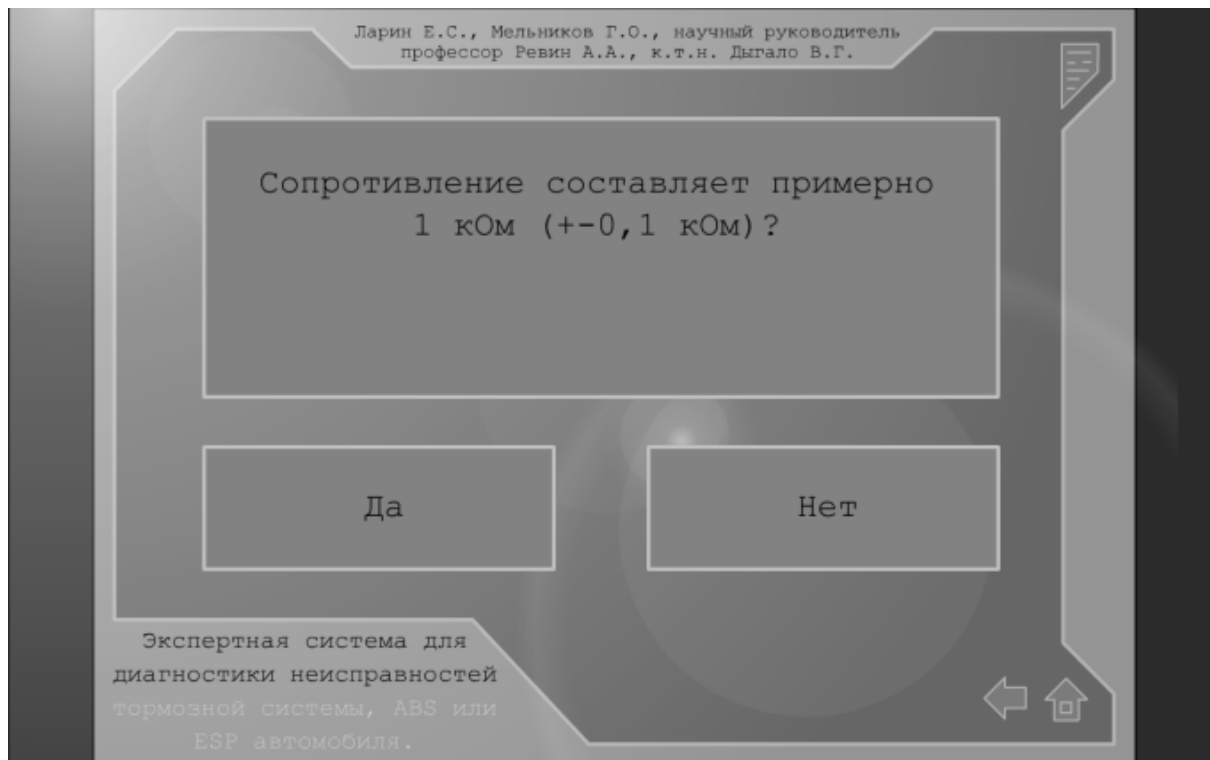 Ларин Е.С., Мельников Г.О., научный руководитель
профессор Ревин А.А., к.т.н. Дыгало В.Г.
Сопротивление составляет примерно
1 кОм (+-0,1 кОм)?
Да
Нет
Экспертная система для
диагностики неисправностей
тормозной системы, ABS или
ESP автомобиля.